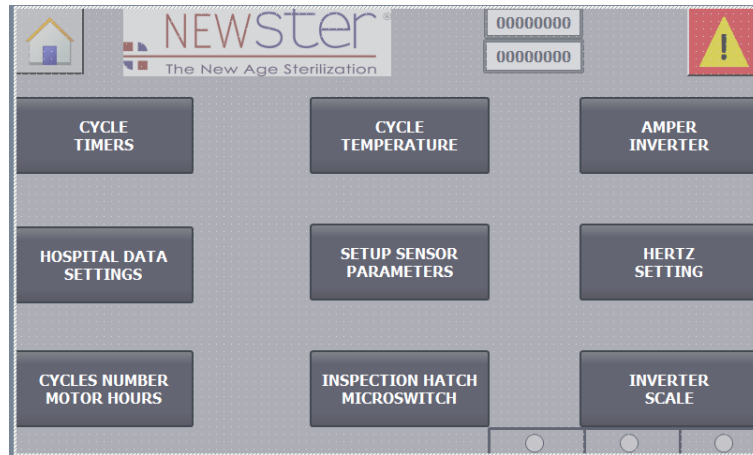 NEWSter®
00000000
The New Age Sterilization
00000000
CYCLE
TIMERS
CYCLE
TEMPERATURE
AMPER
INVERTER
HOSPITAL DATA
SETTINGS
SETUP SENSOR
PARAMETERS
HERTZ
SETTING
CYCLES NUMBER
MOTOR HOURS
INSPECTION HATCH
MICROSWITCH
INVERTER
SCALE